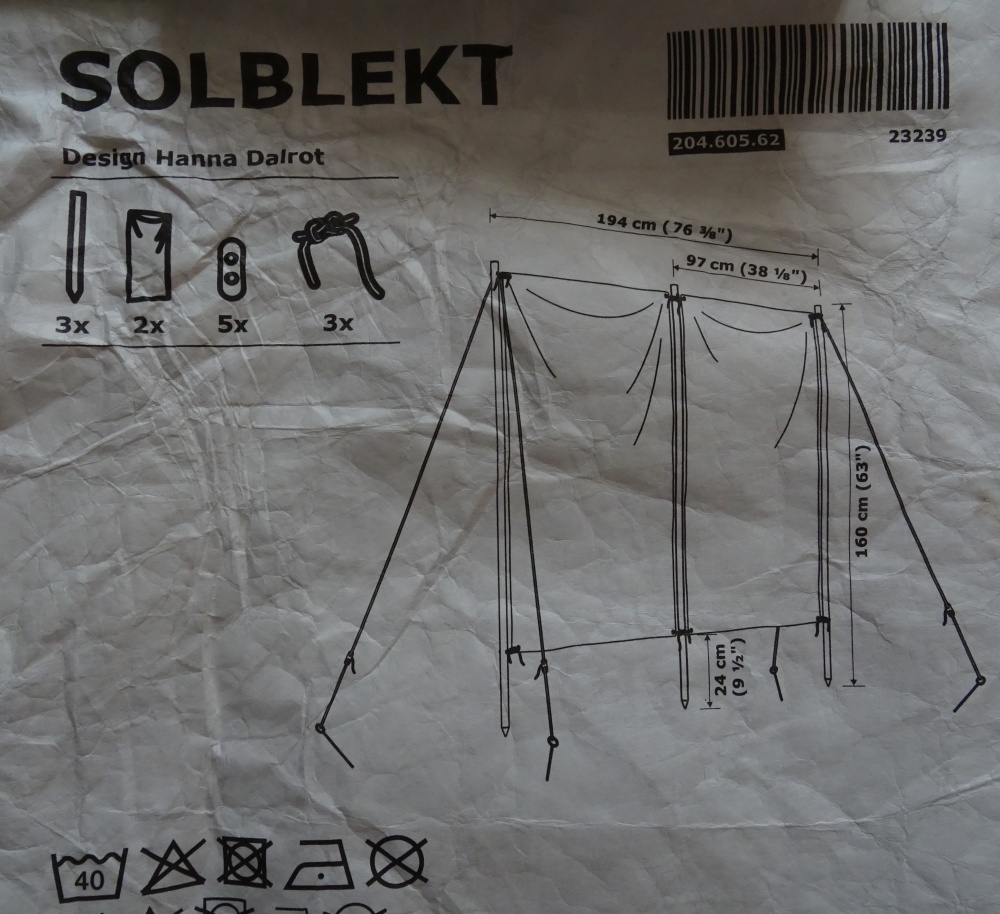 SOLBLEKT
204.605.62 23239
Design Hanna Dalrot
3x 2x 5x 3x
194 cm (76 ⅜")
97 cm (38 ⅛")
160 cm (63")
24 cm
(9 ½")
40